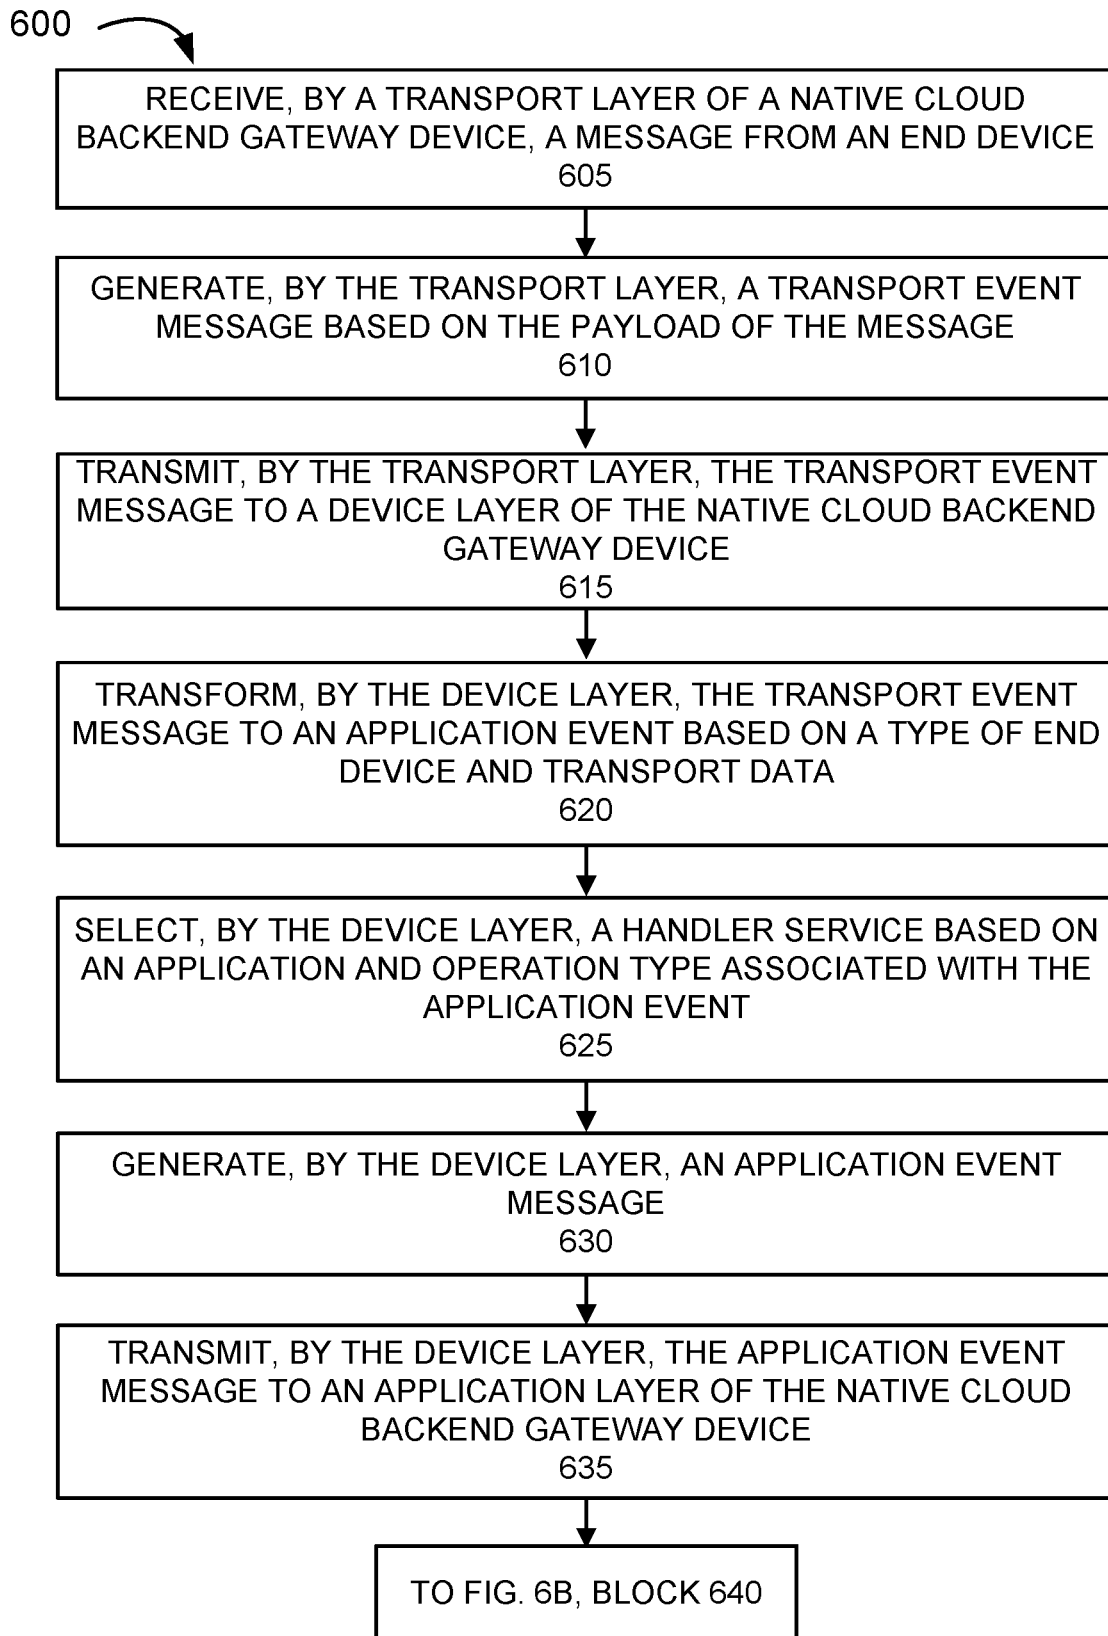 600
RECEIVE, BY A TRANSPORT LAYER OF A NATIVE CLOUD
BACKEND GATEWAY DEVICE, A MESSAGE FROM AN END DEVICE
605
GENERATE, BY THE TRANSPORT LAYER, A TRANSPORT EVENT
MESSAGE BASED ON THE PAYLOAD OF THE MESSAGE
610
TRANSMIT, BY THE TRANSPORT LAYER, THE TRANSPORT EVENT
MESSAGE TO A DEVICE LAYER OF THE NATIVE CLOUD BACKEND
GATEWAY DEVICE
615
TRANSFORM, BY THE DEVICE LAYER, THE TRANSPORT EVENT
MESSAGE TO AN APPLICATION EVENT BASED ON A TYPE OF END
DEVICE AND TRANSPORT DATA
620
SELECT, BY THE DEVICE LAYER, A HANDLER SERVICE BASED ON
AN APPLICATION AND OPERATION TYPE ASSOCIATED WITH THE
APPLICATION EVENT
625
GENERATE, BY THE DEVICE LAYER, AN APPLICATION EVENT
MESSAGE
630
TRANSMIT, BY THE DEVICE LAYER, THE APPLICATION EVENT
MESSAGE TO AN APPLICATION LAYER OF THE NATIVE CLOUD
BACKEND GATEWAY DEVICE
635
TO FIG. 6B, BLOCK 640